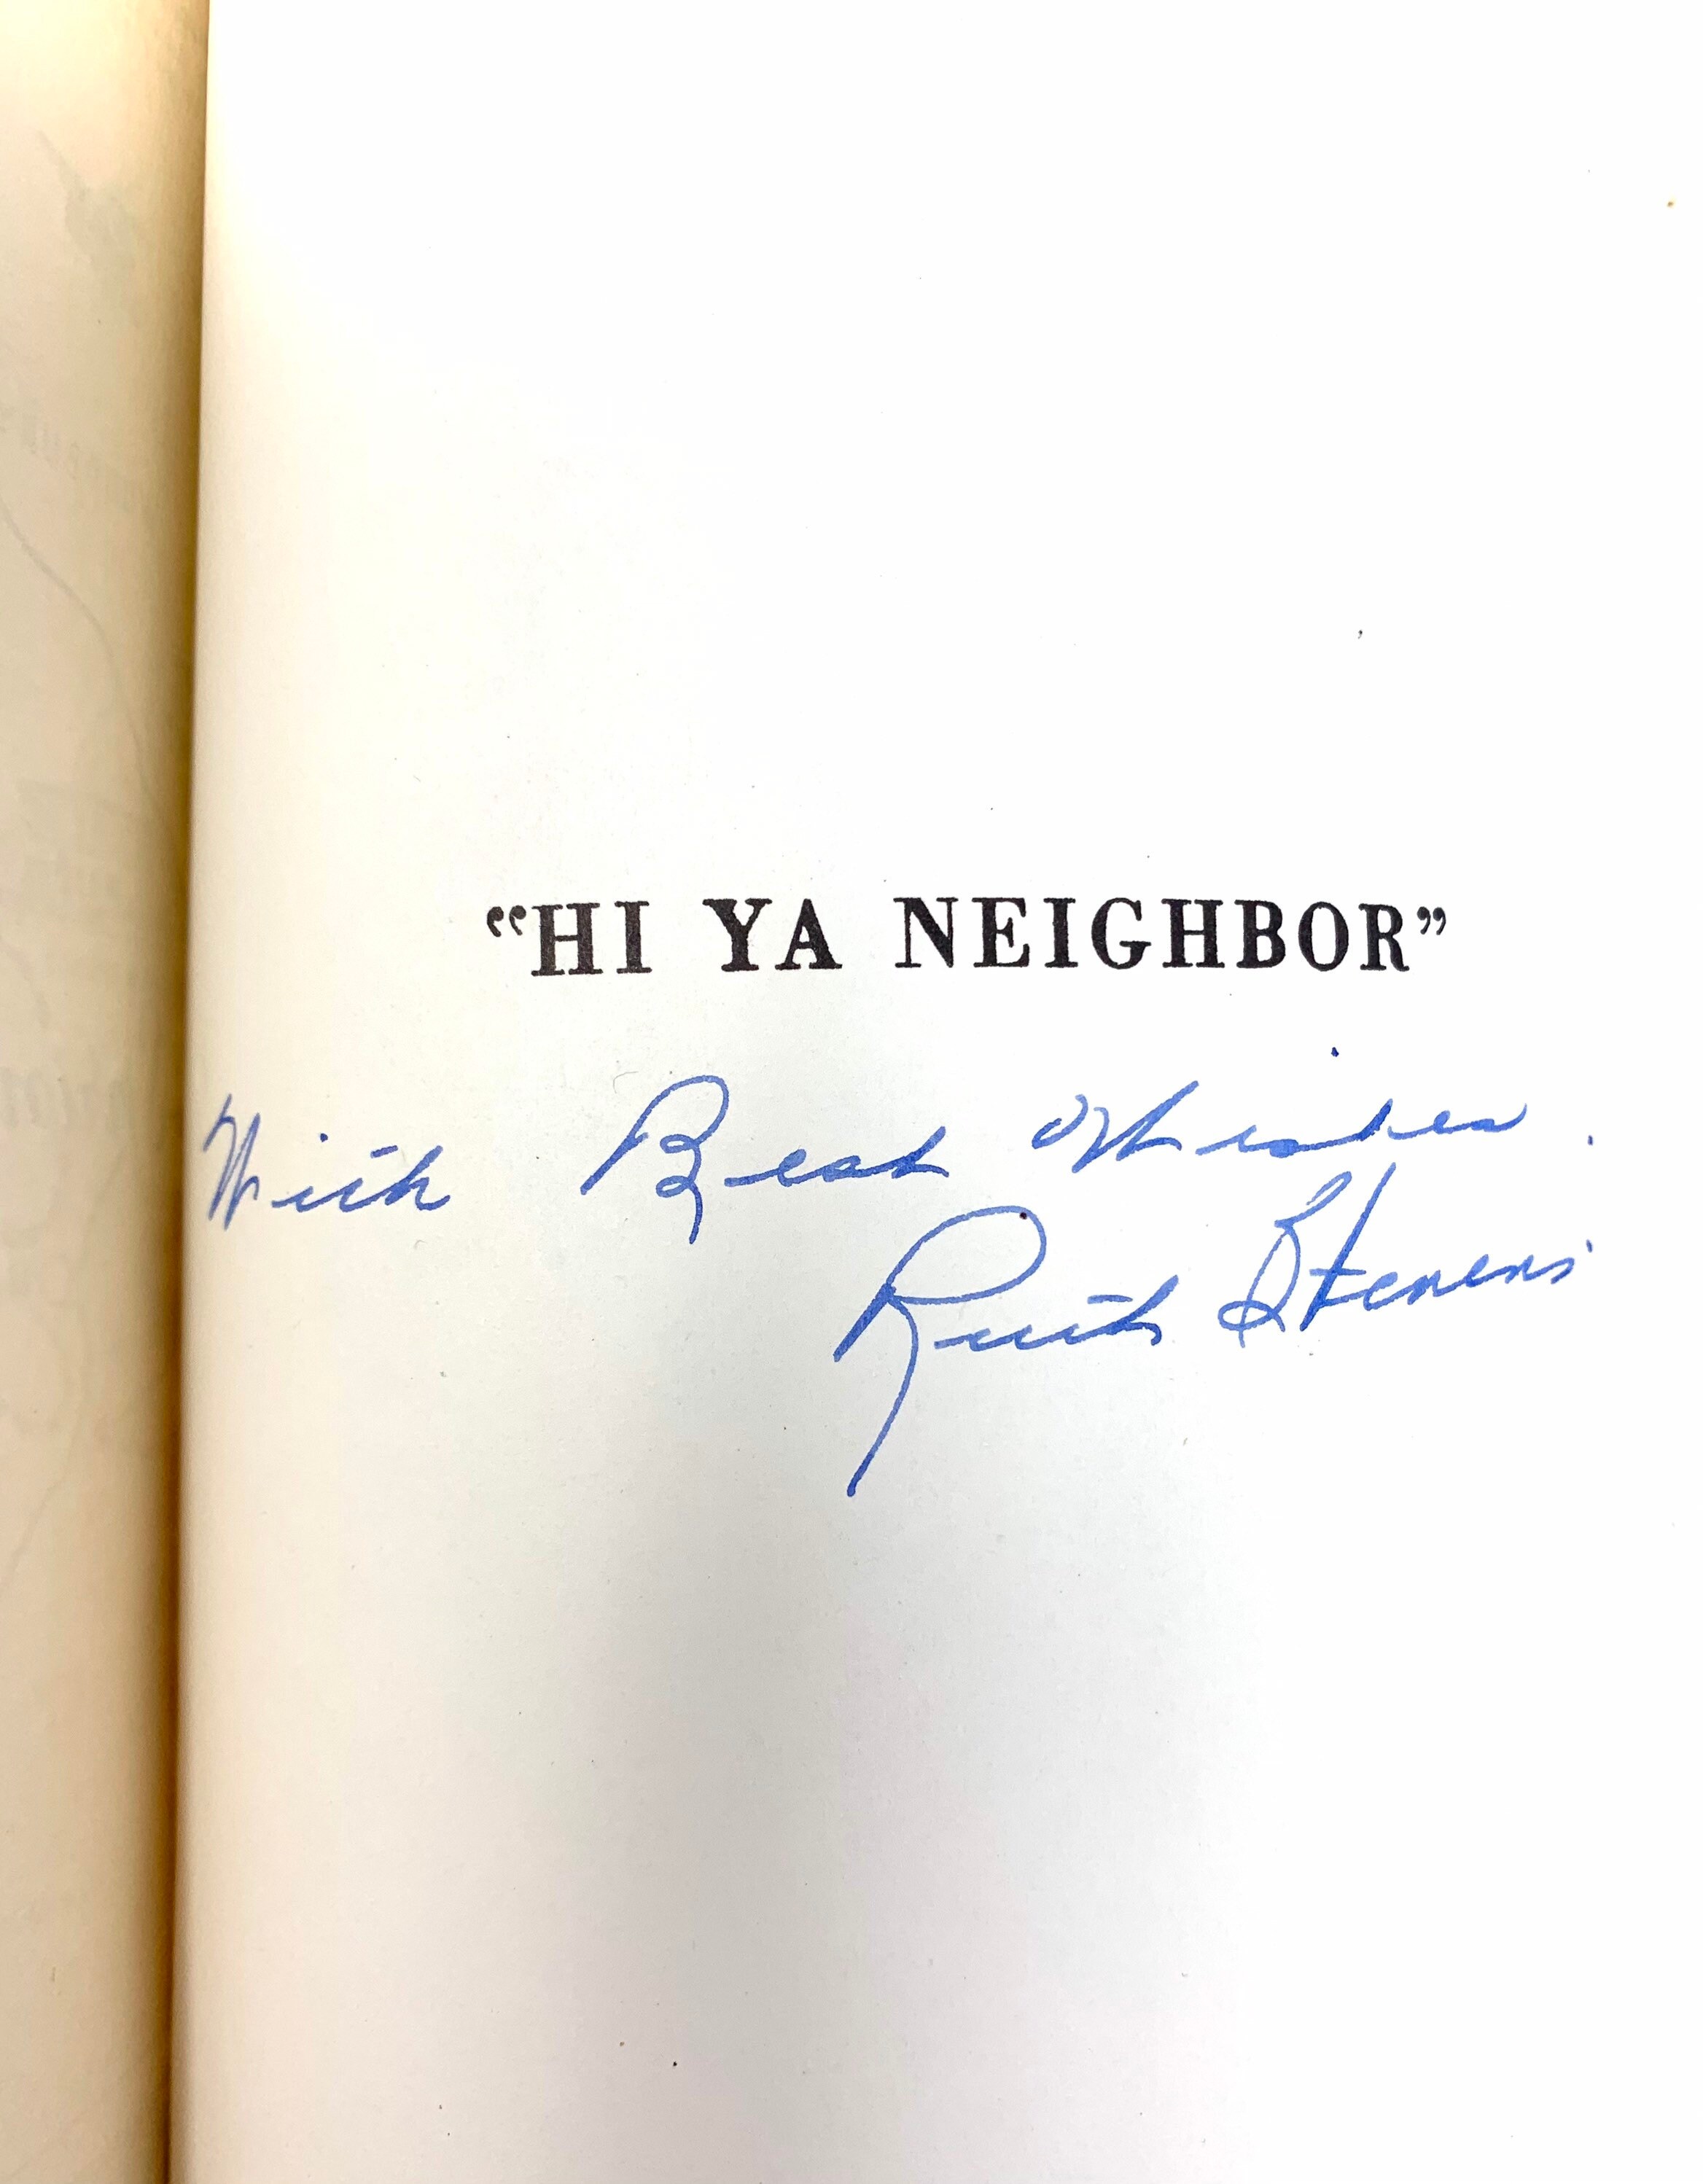 “HI YA NEIGHBOR”
With Best Wishes.
Ruth Stevens